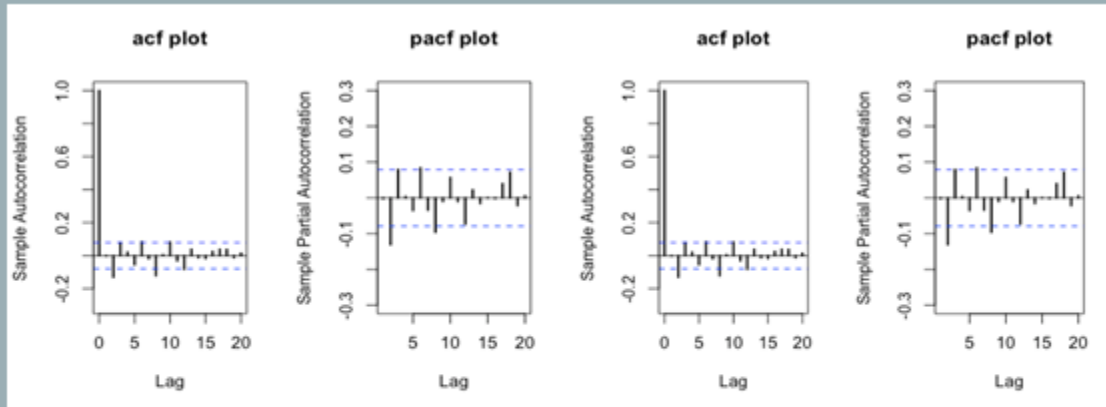 acf plot
Sample Autocorrelation
1.0
0.6
0.2
-0.2
0 5 10 15 20
Lag
pacf plot
Sample Partial Autocorrelation
0.3
0.2
0.1
-0.1
-0.3
5 10 15 20
Lag
acf plot
Sample Autocorrelation
1.0
0.6
0.2
-0.2
0 5 10 15 20
Lag
pacf plot
Sample Partial Autocorrelation
0.3
0.2
0.1
-0.1
-0.3
5 10 15 20
Lag